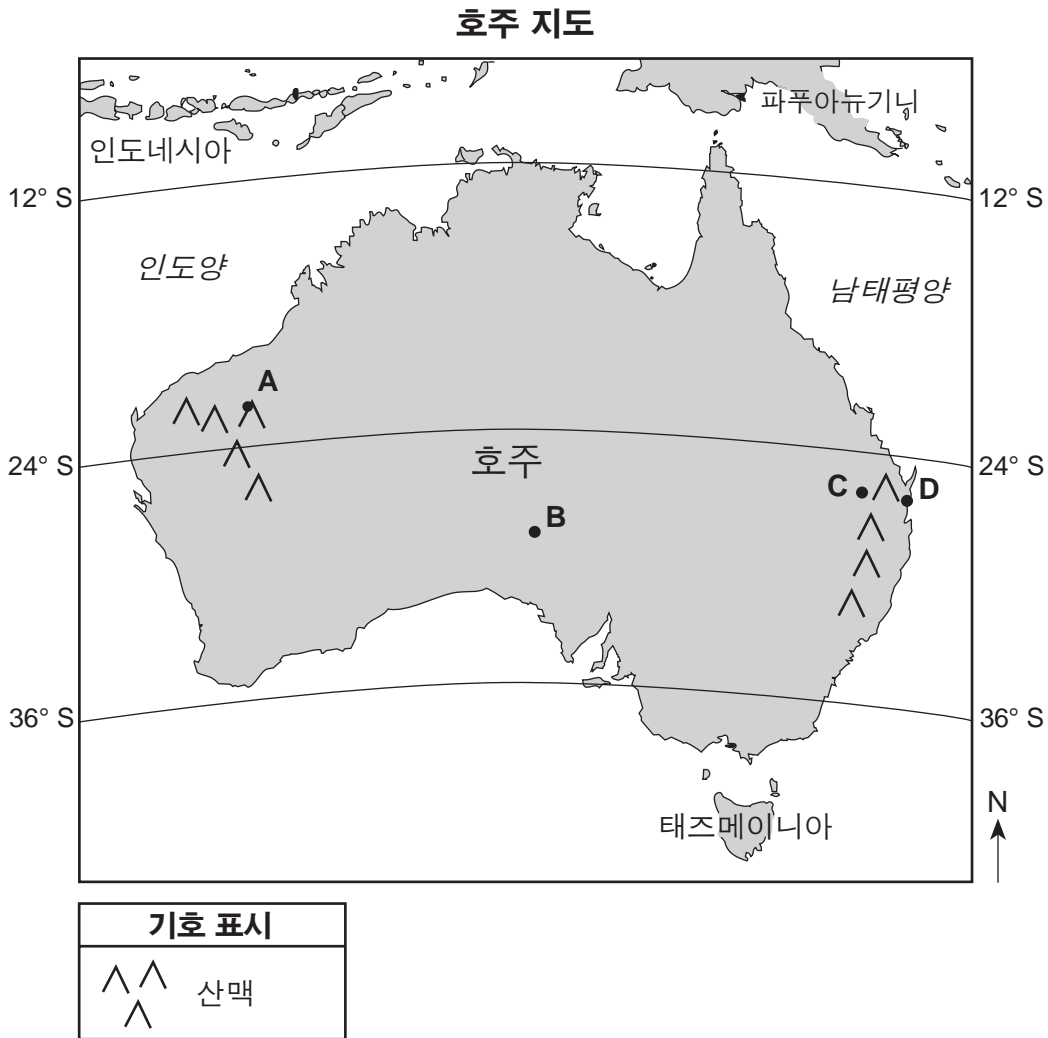 호주 지도
파푸아뉴기니
인도네시아
12° S
12° S
인도양
남태평양
A
24° S
호주
24° S
C
D
B
36° S
36° S
N
태즈메이니아
기호 표시
산맥